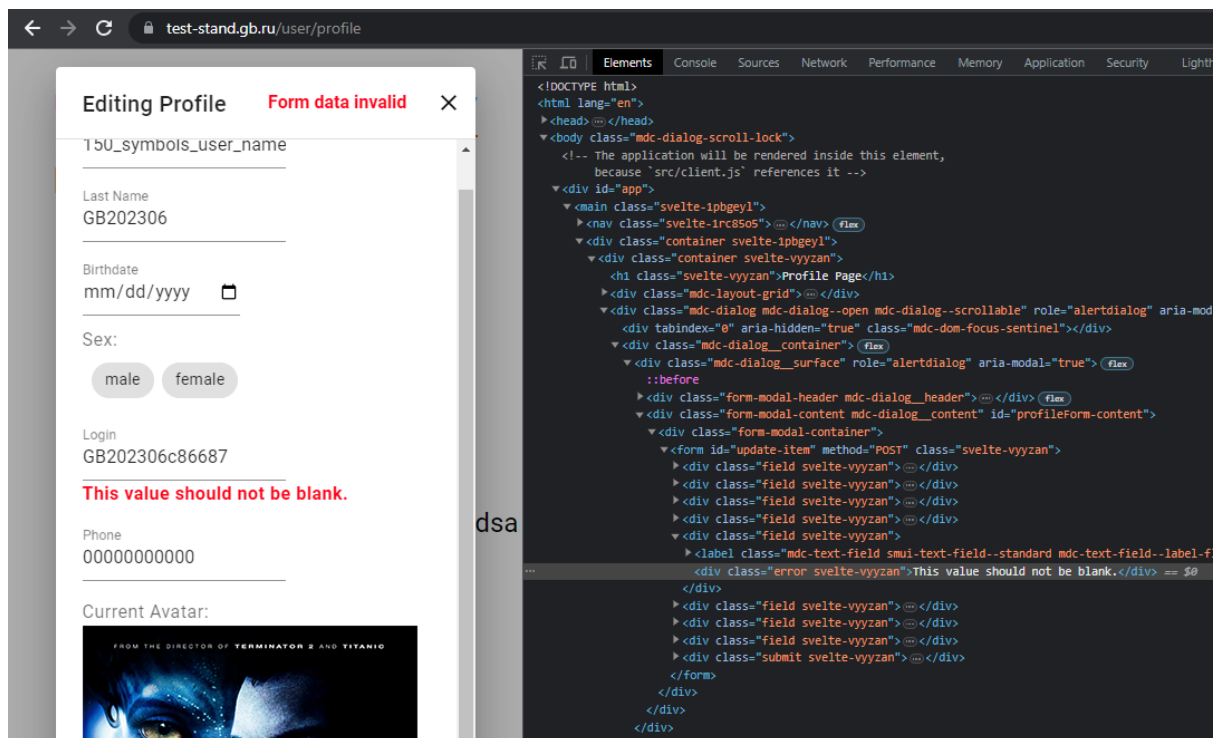 test-stand.gb.ru/user/profile
Editing Profile
Form data invalid
150_symbols_user_name
Last Name
GB202306
Birthdate
mm/dd/yyyy
Sex:
male female
Login
GB202306c86687
This value should not be blank.
Phone
00000000000
Current Avatar:
FROM THE DIRECTOR OF TERMINATOR 2 AND TITANIC
dsa
Elements Console Sources Network Performance Memory Application Security Lighth
<!DOCTYPE html>
<html lang="en">
<head> … </head>
<body class="mdc-dialog-scroll-lock">
<!-- The application will be rendered inside this element,
because `src/client.js` references it -->
<div id="app">
<main class="svelte-1pbgeyl">
<nav class="svelte-1rc85o5"> … </nav> flex
<div class="container svelte-1pbgeyl">
<div class="container svelte-vyyzan">
<h1 class="svelte-vyyzan">Profile Page</h1>
<div class="mdc-layout-grid"> … </div>
<div class="mdc-dialog mdc-dialog--open mdc-dialog--scrollable" role="alertdialog" aria-mod
<div tabindex="0" aria-hidden="true" class="mdc-dom-focus-sentinel"></div>
<div class="mdc-dialog__container"> flex
<div class="mdc-dialog__surface" role="alertdialog" aria-modal="true"> flex
::before
<div class="form-modal-header mdc-dialog__header"> … </div> flex
<div class="form-modal-content mdc-dialog__content" id="profileForm-content">
<div class="form-modal-container">
<form id="update-item" method="POST" class="svelte-vyyzan">
<div class="field svelte-vyyzan"> … </div>
<div class="field svelte-vyyzan"> … </div>
<div class="field svelte-vyyzan"> … </div>
<div class="field svelte-vyyzan"> … </div>
<div class="field svelte-vyyzan">
<label class="mdc-text-field smui-text-field--standard mdc-text-field--label-f
… <div class="error svelte-vyyzan">This value should not be blank.</div> == $0
</div>
<div class="field svelte-vyyzan"> … </div>
<div class="field svelte-vyyzan"> … </div>
<div class="field svelte-vyyzan"> … </div>
<div class="submit svelte-vyyzan"> … </div>
</form>
</div>
</div>
</div>